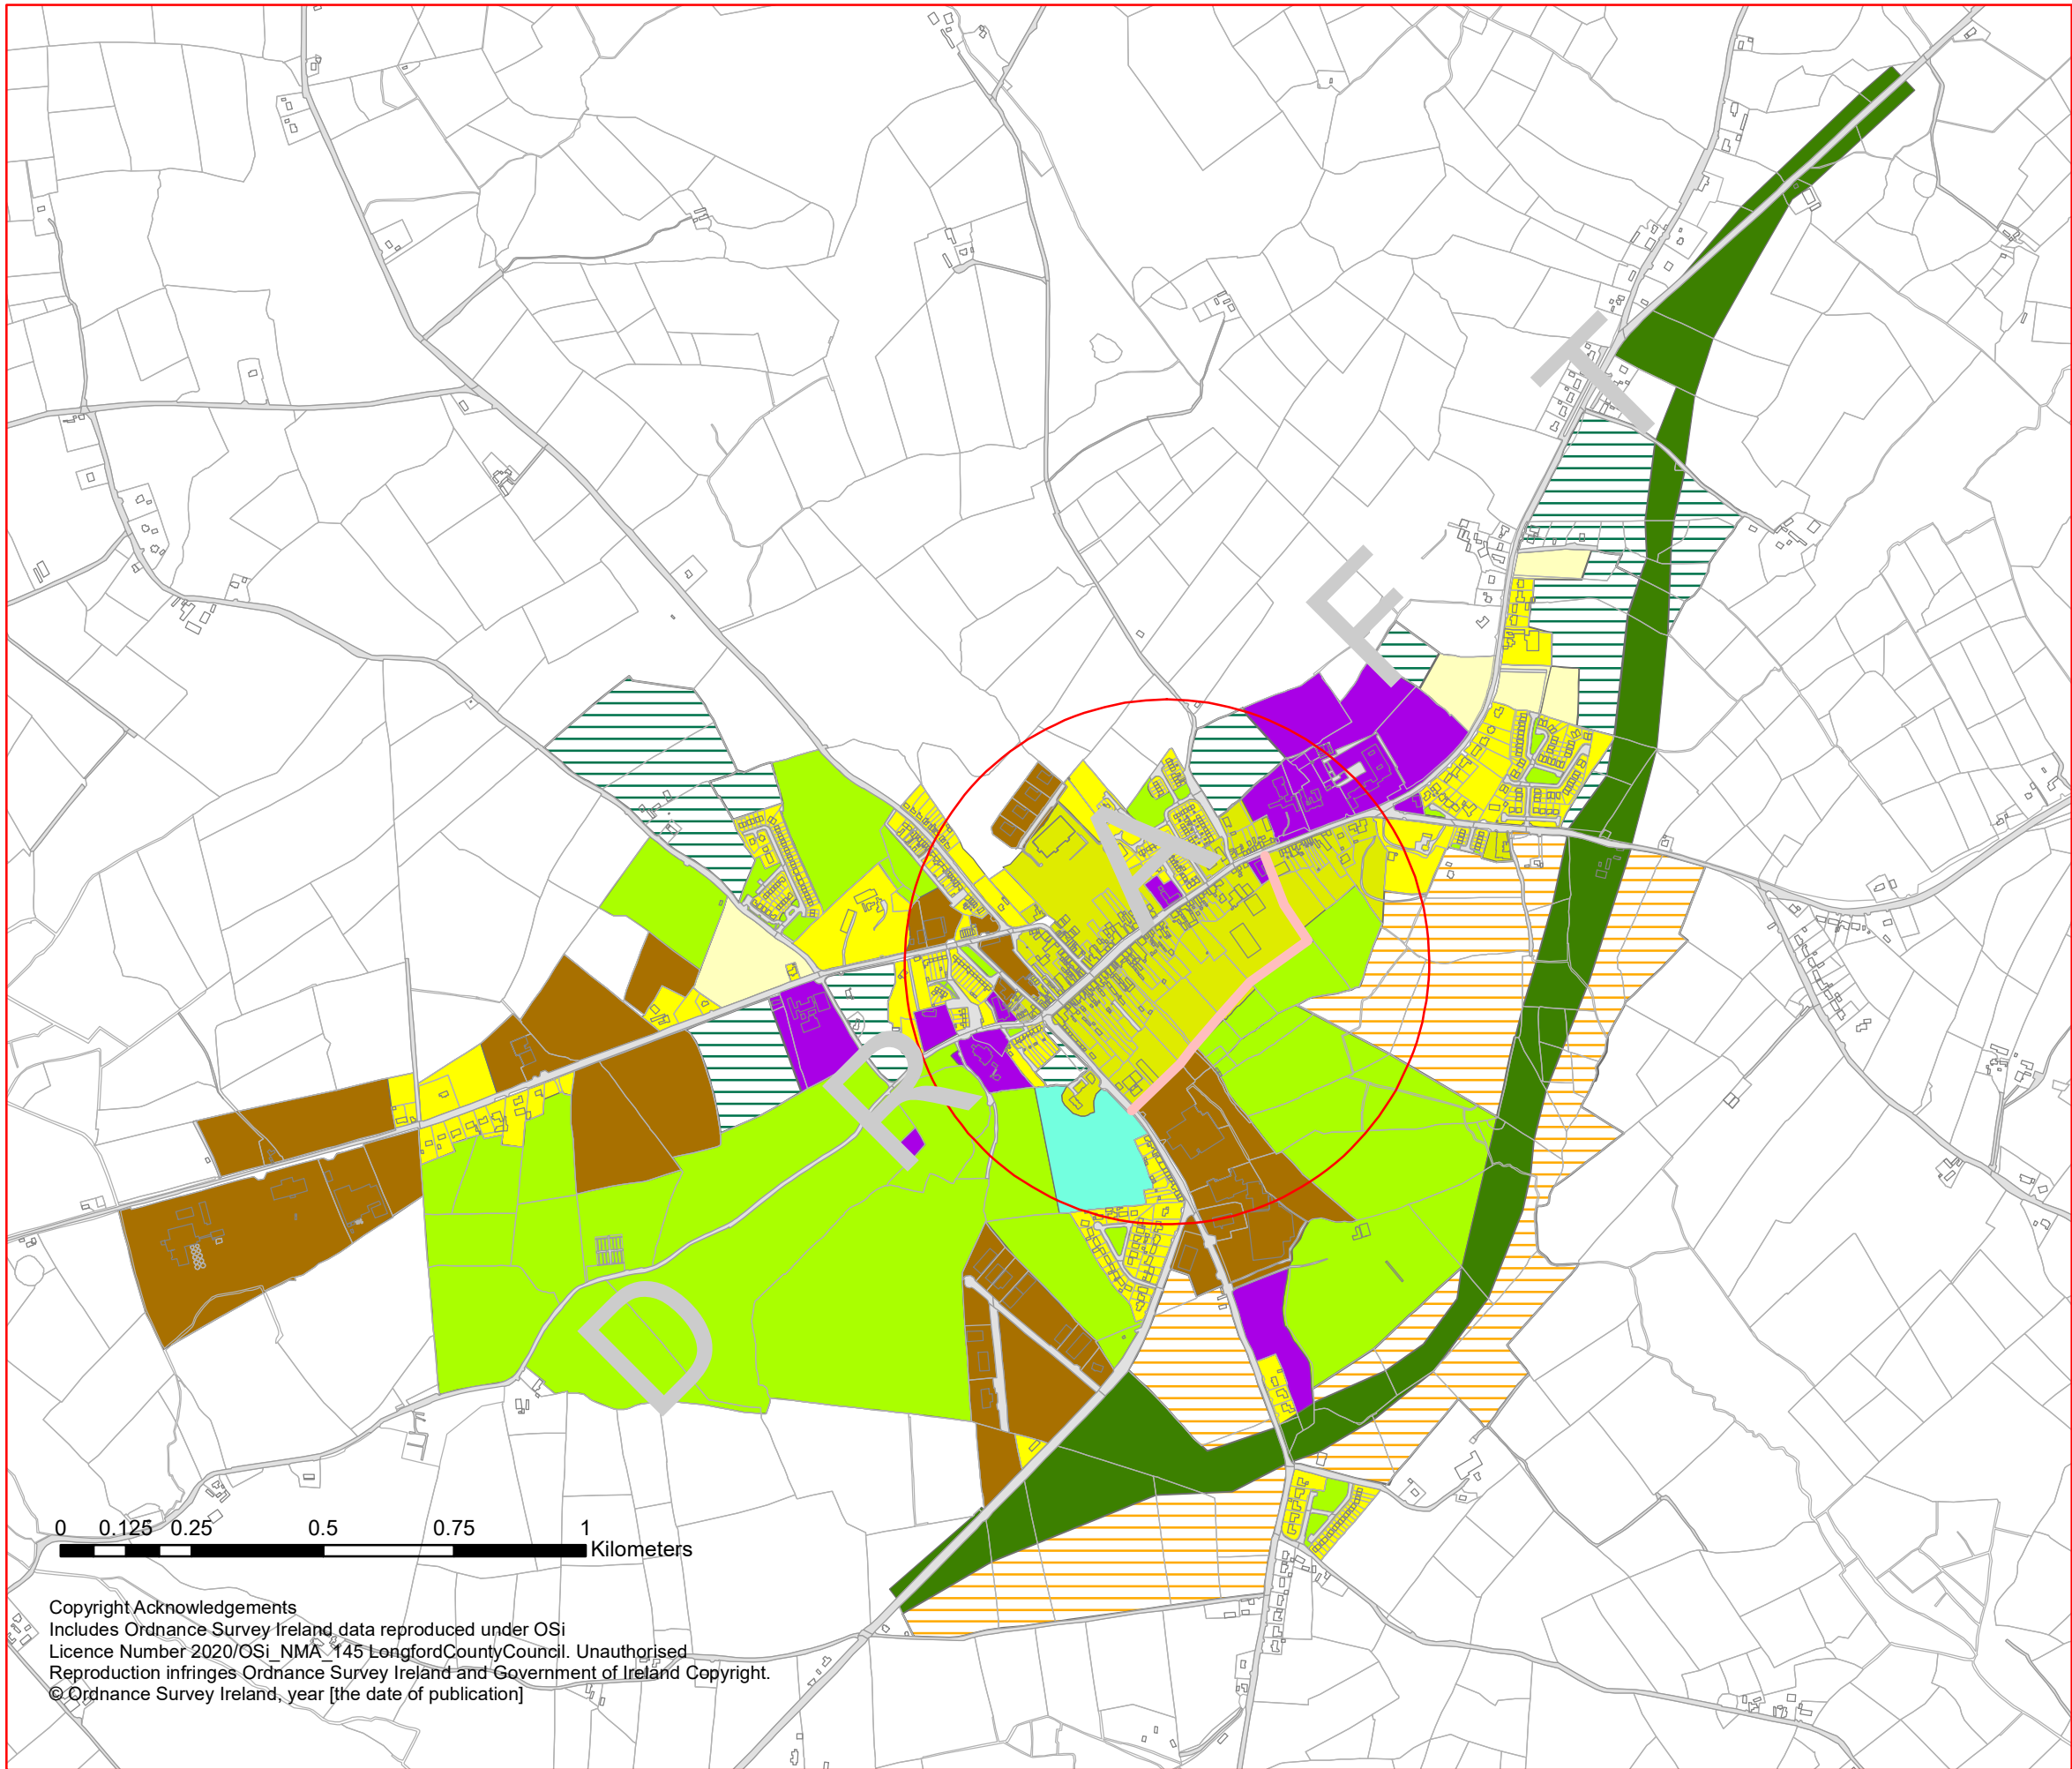 DRAFT
0 0.125 0.25 0.5 0.75 1
Kilometers
Copyright Acknowledgements
Includes Ordnance Survey Ireland data reproduced under OSi
Licence Number 2020/OSi_NMA_145 LongfordCountyCouncil. Unauthorised
Reproduction infringes Ordnance Survey Ireland and Government of Ireland Copyright.
© Ordnance Survey Ireland, year [the date of publication]